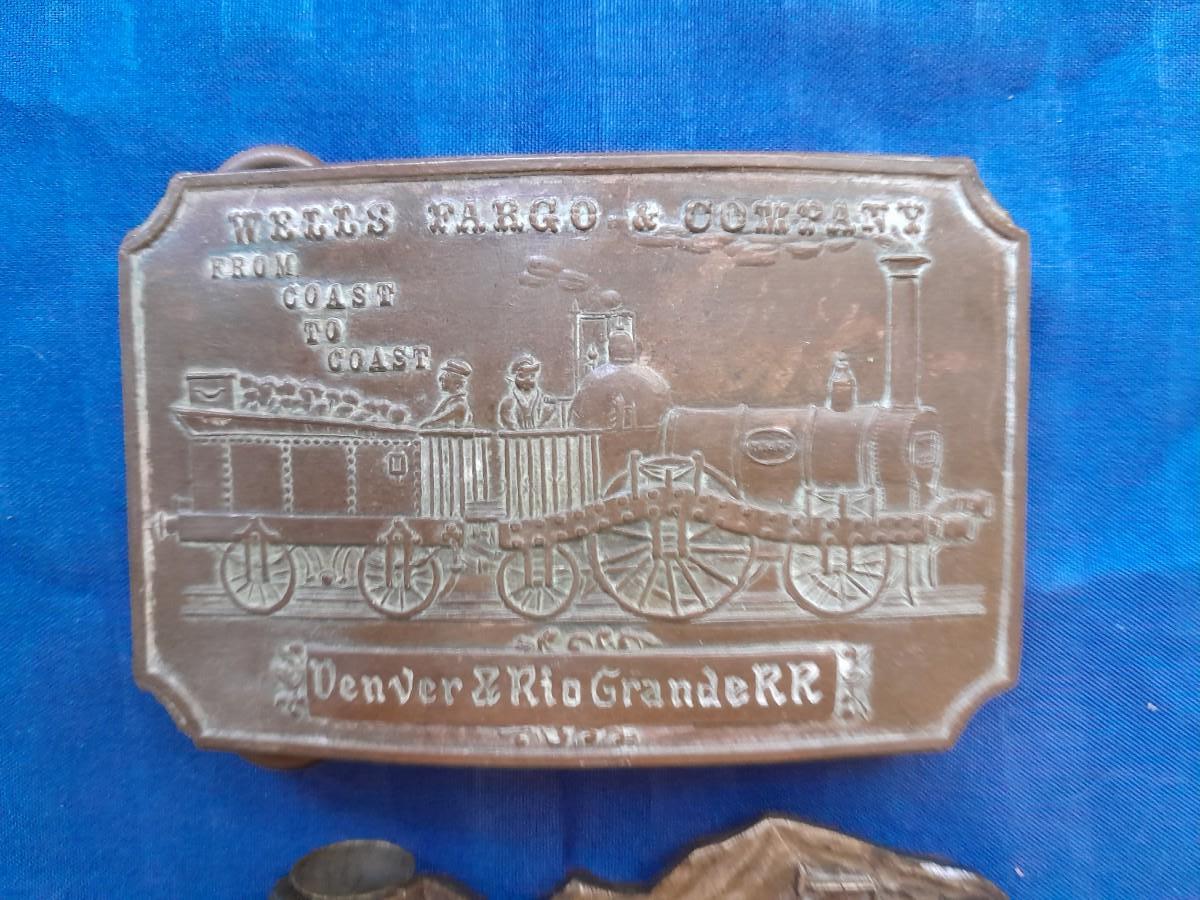 WELLS FARGO & COMPANY
FROM
COAST
TO
COAST
Denver & Rio Grande RR